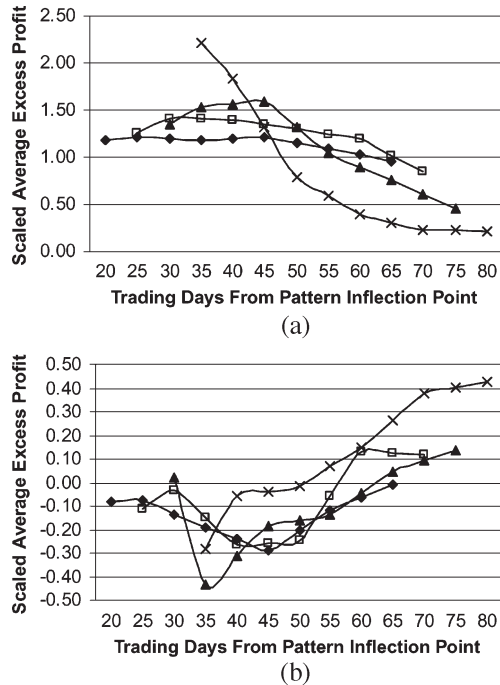 2.50
2.00
1.50
1.00
0.50
0.00
Scaled Average Excess Profit
20 25 30 35 40 45 50 55 60 65 70 75 80
Trading Days From Pattern Inflection Point
(a)
0.50
0.40
0.30
0.20
0.10
0.00
-0.10
-0.20
-0.30
-0.40
-0.50
Scaled Average Excess Profit
20 25 30 35 40 45 50 55 60 65 70 75 80
Trading Days From Pattern Inflection Point
(b)